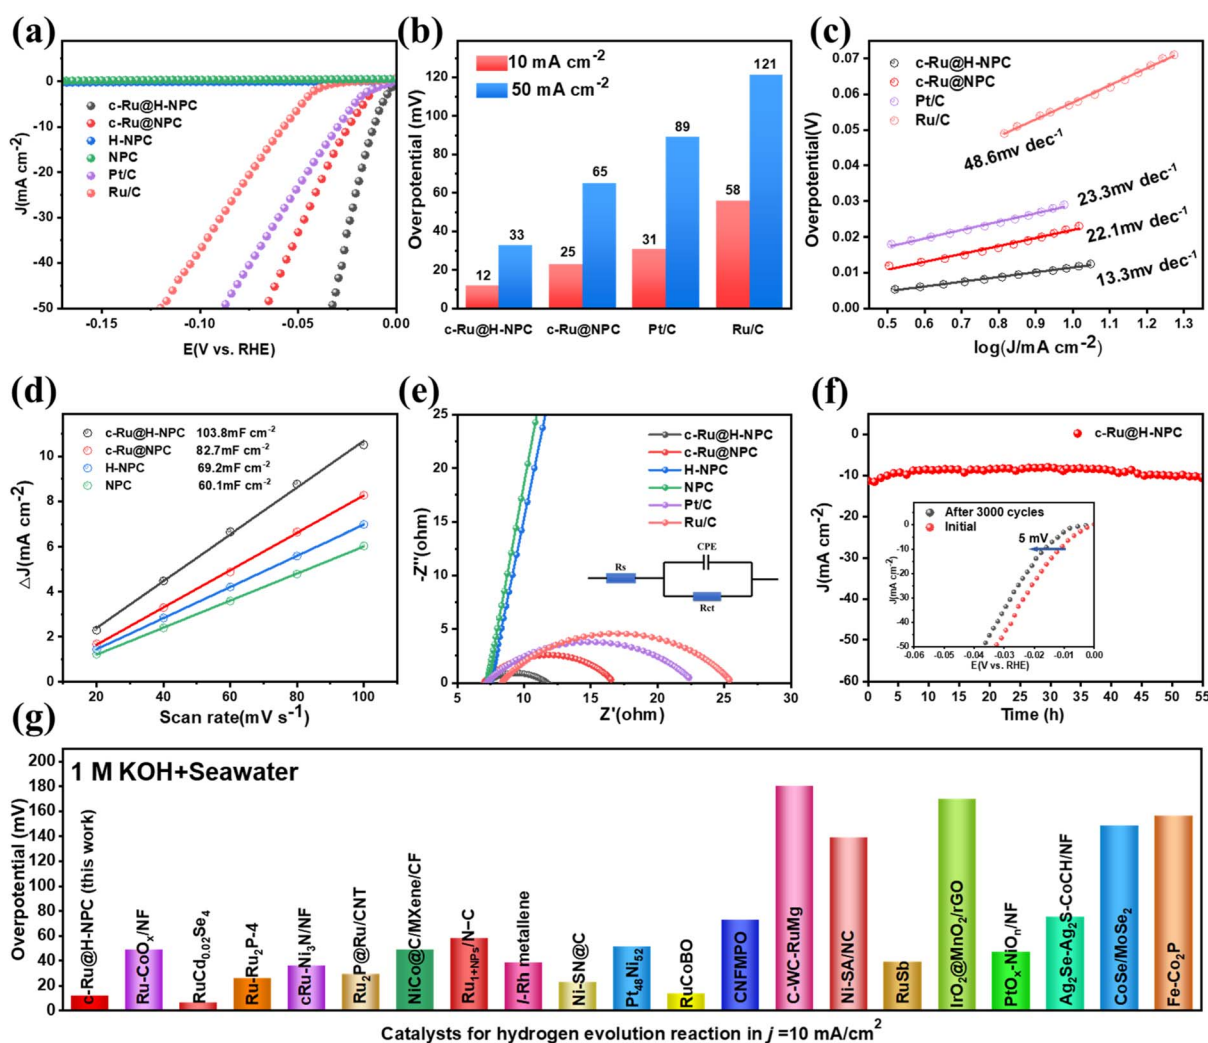 (a)
0
-10
-20
-30
-40
-50
J(mA cm⁻²)
c-Ru@H-NPC
c-Ru@NPC
H-NPC
NPC
Pt/C
Ru/C
-0.15
-0.10
-0.05
0.00
E(V vs. RHE)
(b)
120
100
80
60
40
20
0
Overpotential (mV)
10 mA cm⁻²
50 mA cm⁻²
12
33
25
65
31
89
58
121
c-Ru@H-NPC
c-Ru@NPC
Pt/C
Ru/C
(c)
0.07
0.06
0.05
0.04
0.03
0.02
0.01
0.00
Overpotential(V)
c-Ru@H-NPC
c-Ru@NPC
Pt/C
Ru/C
48.6mv dec⁻¹
23.3mv dec⁻¹
22.1mv dec⁻¹
13.3mv dec⁻¹
0.5 0.6 0.7 0.8 0.9 1.0 1.1 1.2 1.3
log(J/mA cm⁻²)
(d)
12
10
8
6
4
2
0
△J(mA cm⁻²)
c-Ru@H-NPC 103.8mF cm⁻²
c-Ru@NPC 82.7mF cm⁻²
H-NPC 69.2mF cm⁻²
NPC 60.1mF cm⁻²
20 40 60 80 100
Scan rate(mV s⁻¹)
(e)
25
20
15
10
5
0
-Z''(ohm)
c-Ru@H-NPC
c-Ru@NPC
H-NPC
NPC
Pt/C
Ru/C
CPE
Rs
Rct
5 10 15 20 25 30
Z'(ohm)
(f)
0
-10
-20
-30
-40
-50
-60
J(mA cm⁻²)
c-Ru@H-NPC
After 3000 cycles
Initial
5 mV
0
-10
-20
-30
-40
-50
J(mA cm⁻²)
-0.06 -0.05 -0.04 -0.03 -0.02 -0.01 0.00
E(V vs. RHE)
0 5 10 15 20 25 30 35 40 45 50 55
Time (h)
(g)
200
180
160
140
120
100
80
60
40
20
0
Overpotential (mV)
1 M KOH+Seawater
c-Ru@H-NPC (this work)
Ru-CoOₓ/NF
RuCd₀.₀₂Se₄
Ru-Ru₂P-4
cRu-Ni₃N/NF
Ru₂P@Ru/CNT
NiCo@C/MXene/CF
Ru₁₊NPs/N–C
l-Rh metallene
Ni-SN@C
Pt₄₈Ni₅₂
RuCoBO
CNFMPO
C-WC-RuMg
Ni-SA/NC
RuSb
IrO₂@MnO₂/rGO
PtOₓ-NiOₙ/NF
Ag₂Se-Ag₂S-CoCH/NF
CoSe/MoSe₂
Fe-Co₂P
Catalysts for hydrogen evolution reaction in j =10 mA/cm²